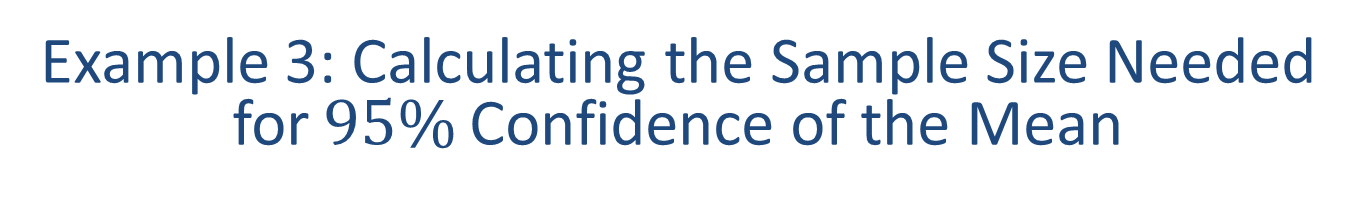 Example 3: Calculating the Sample Size Needed
for 95% Confidence of the Mean